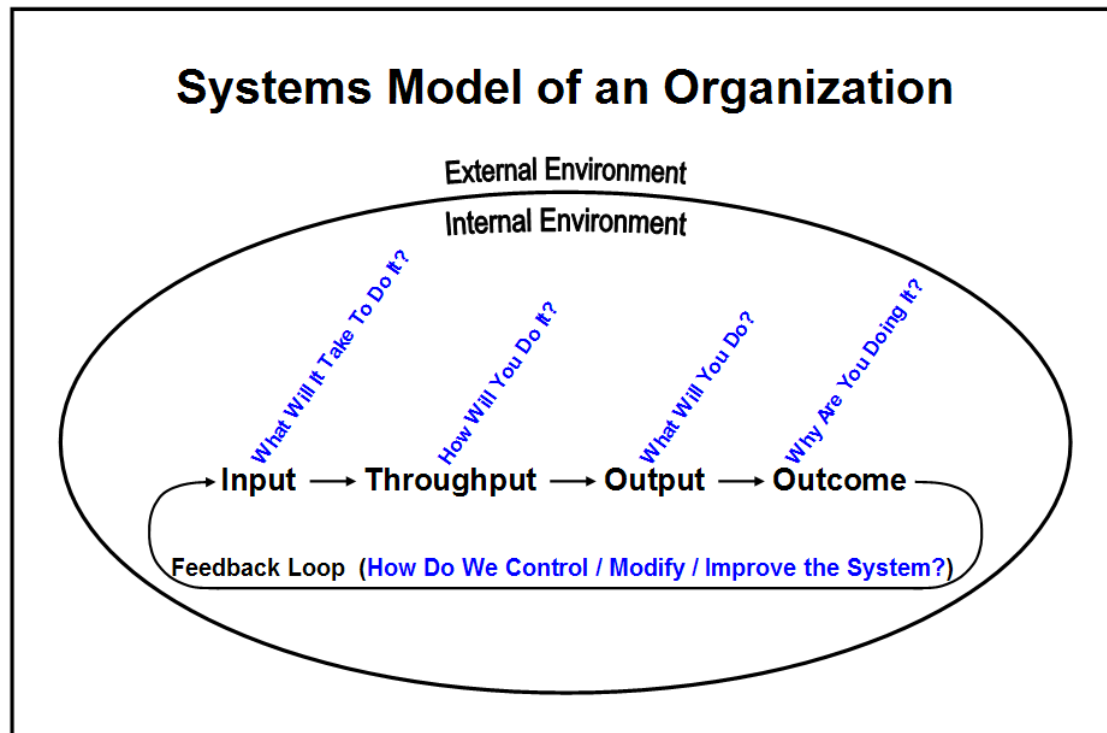 Systems Model of an Organization
External Environment
Internal Environment
What Will It Take To Do It?
How Will You Do It?
What Will You Do?
Why Are You Doing It?
Input
Throughput
Output
Outcome
Feedback Loop (How Do We Control / Modify / Improve the System?)